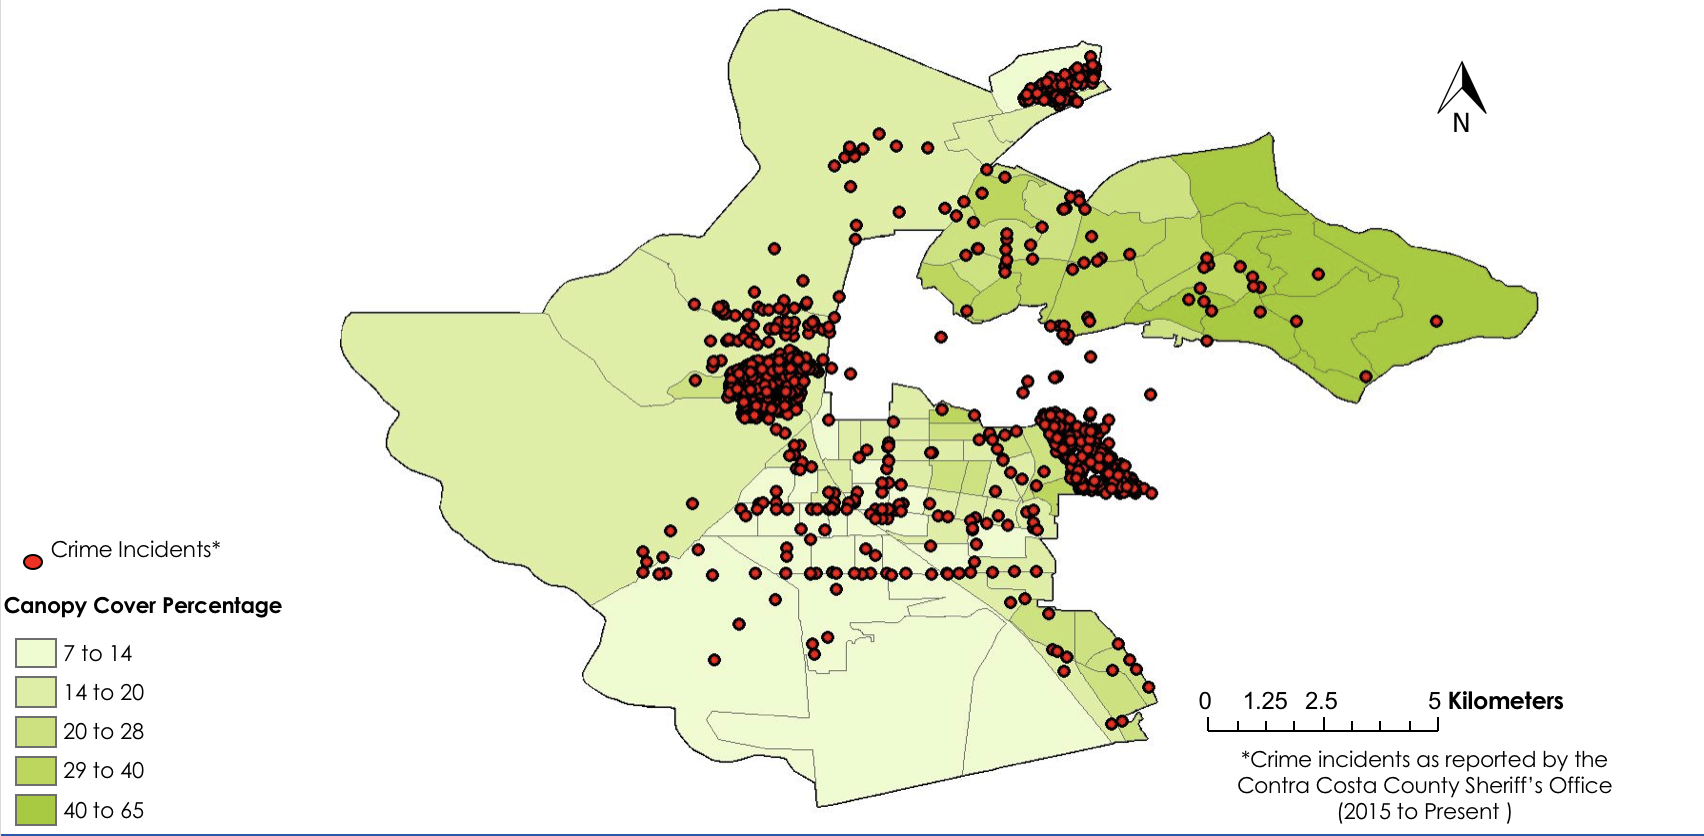 N
Crime Incidents*
Canopy Cover Percentage
7 to 14
14 to 20
20 to 28
29 to 40
40 to 65
0 1.25 2.5 5 Kilometers
*Crime incidents as reported by the
Contra Costa County Sheriff's Office
(2015 to Present )